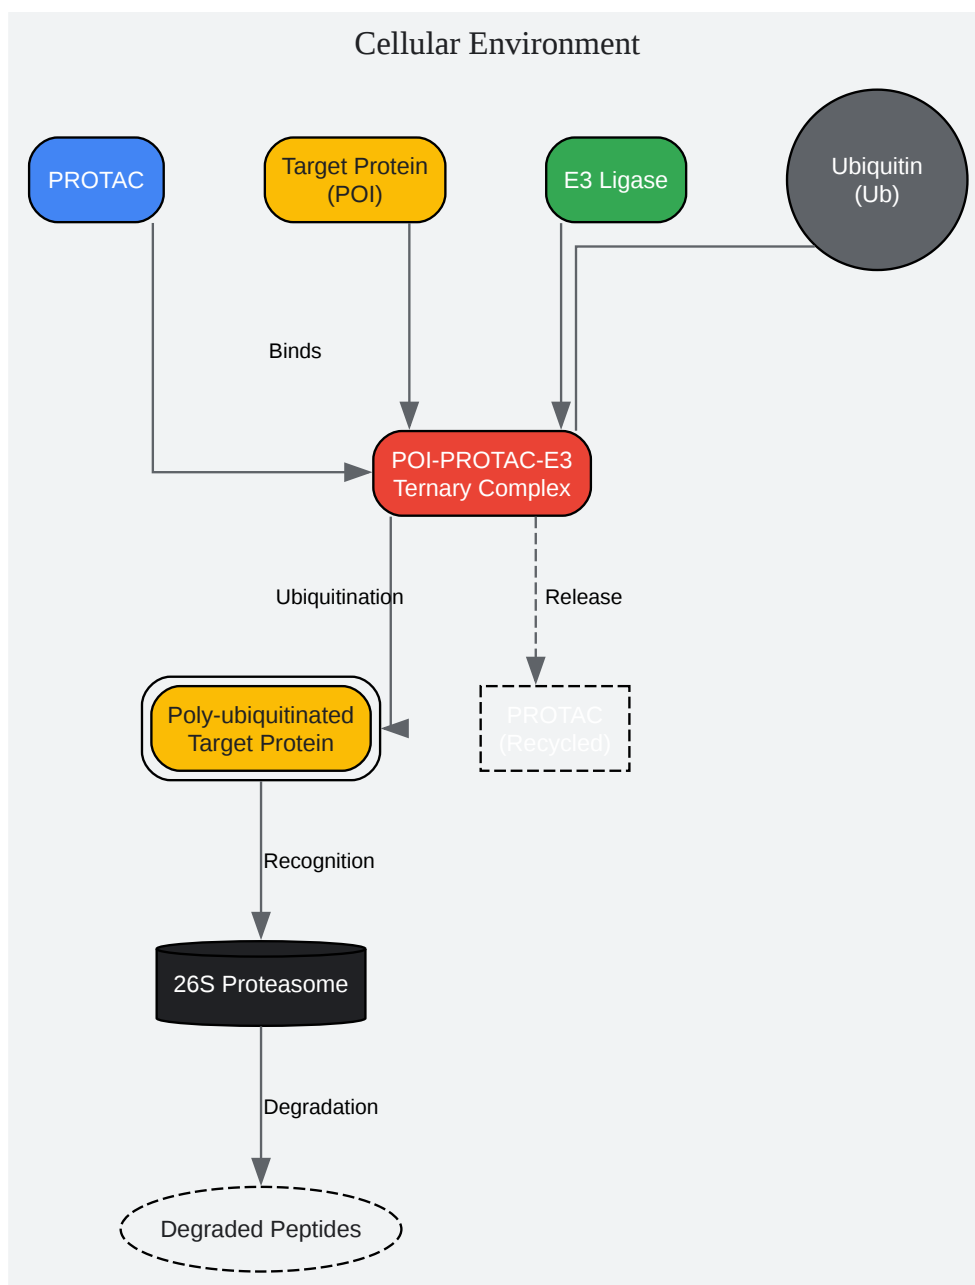 Cellular Environment
PROTAC
Target Protein
(POI)
E3 Ligase
Ubiquitin
(Ub)
Binds
POI-PROTAC-E3
Ternary Complex
Ubiquitination
Release
Poly-ubiquitinated
Target Protein
PROTAC
(Recycled)
Recognition
26S Proteasome
Degradation
Degraded Peptides